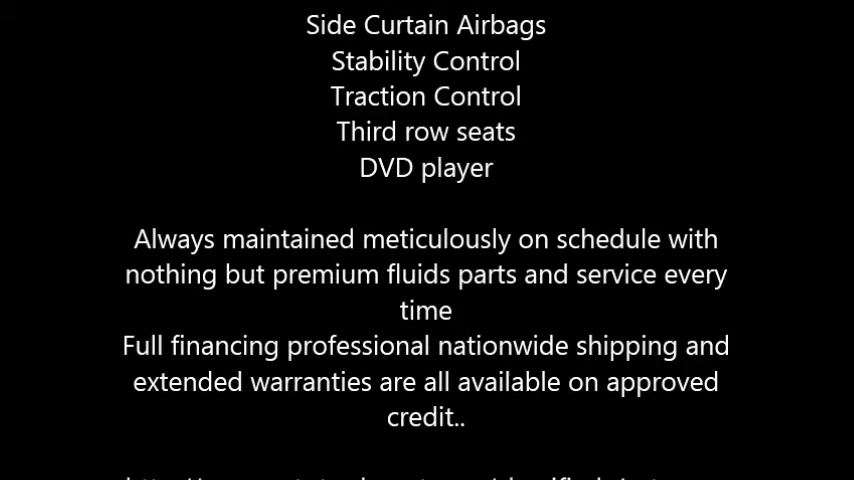 Side Curtain Airbags
Stability Control
Traction Control
Third row seats
DVD player
Always maintained meticulously on schedule with
nothing but premium fluids parts and service every
time
Full financing professional nationwide shipping and
extended warranties are all available on approved
credit..